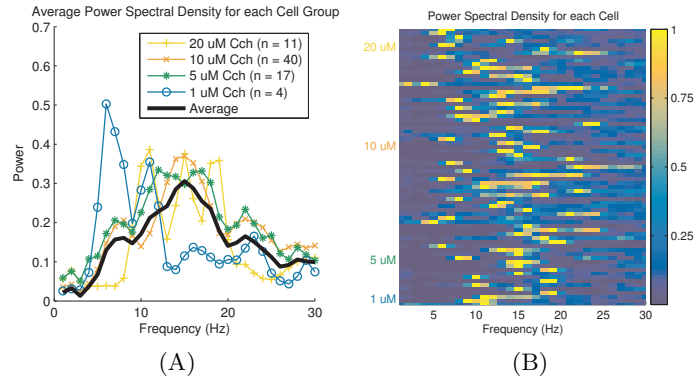 Average Power Spectral Density for each Cell Group
0.7
0.6
0.5
0.4
0.3
0.2
0.1
0
Power
20 uM Cch (n = 11)
10 uM Cch (n = 40)
5 uM Cch (n = 17)
1 uM Cch (n = 4)
Average
0 10 20 30
Frequency (Hz)
(A)
Power Spectral Density for each Cell
20 uM
10 uM
5 uM
1 uM
5 10 15 20 25 30
Frequency (Hz)
1
0.75
0.5
0.25
0
(B)